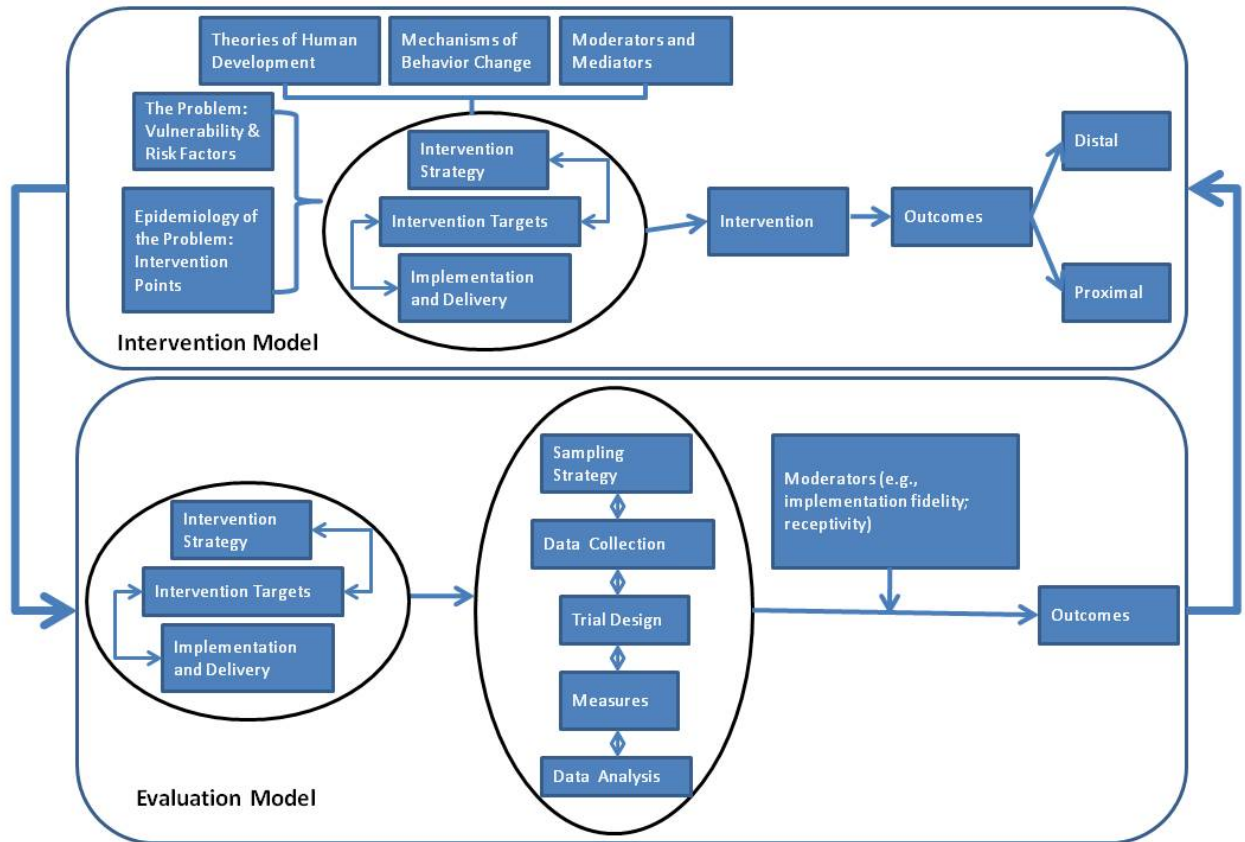 Theories of Human
Development
Mechanisms of
Behavior Change
Moderators and
Mediators
The Problem:
Vulnerability &
Risk Factors
Epidemiology of
the Problem:
Intervention
Points
Intervention
Strategy
Intervention Targets
Implementation
and Delivery
Intervention
Outcomes
Distal
Proximal
Intervention Model
Intervention
Strategy
Intervention Targets
Implementation
and Delivery
Sampling
Strategy
Data Collection
Trial Design
Measures
Data Analysis
Moderators (e.g.,
implementation fidelity;
receptivity)
Outcomes
Evaluation Model